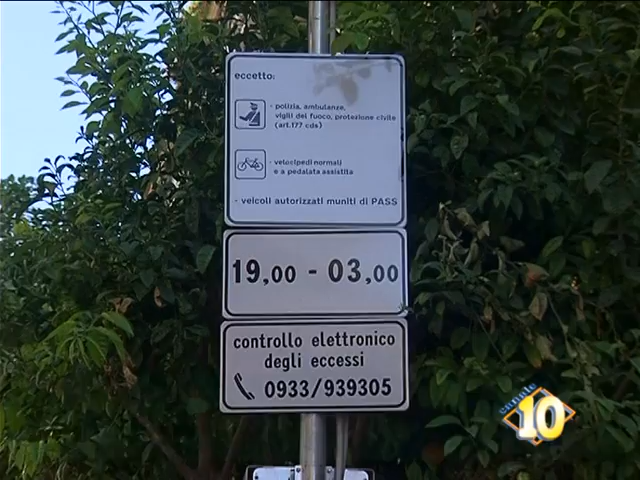 eccetto:
- polizia, ambulanze,
vigili del fuoco, protezione civile
(art.177 cds)
- velocipedi normali
e a pedalata assistita
- veicoli autorizzati muniti di PASS
19,00 - 03,00
controllo elettronico
degli eccessi
0933/939305
canale
10